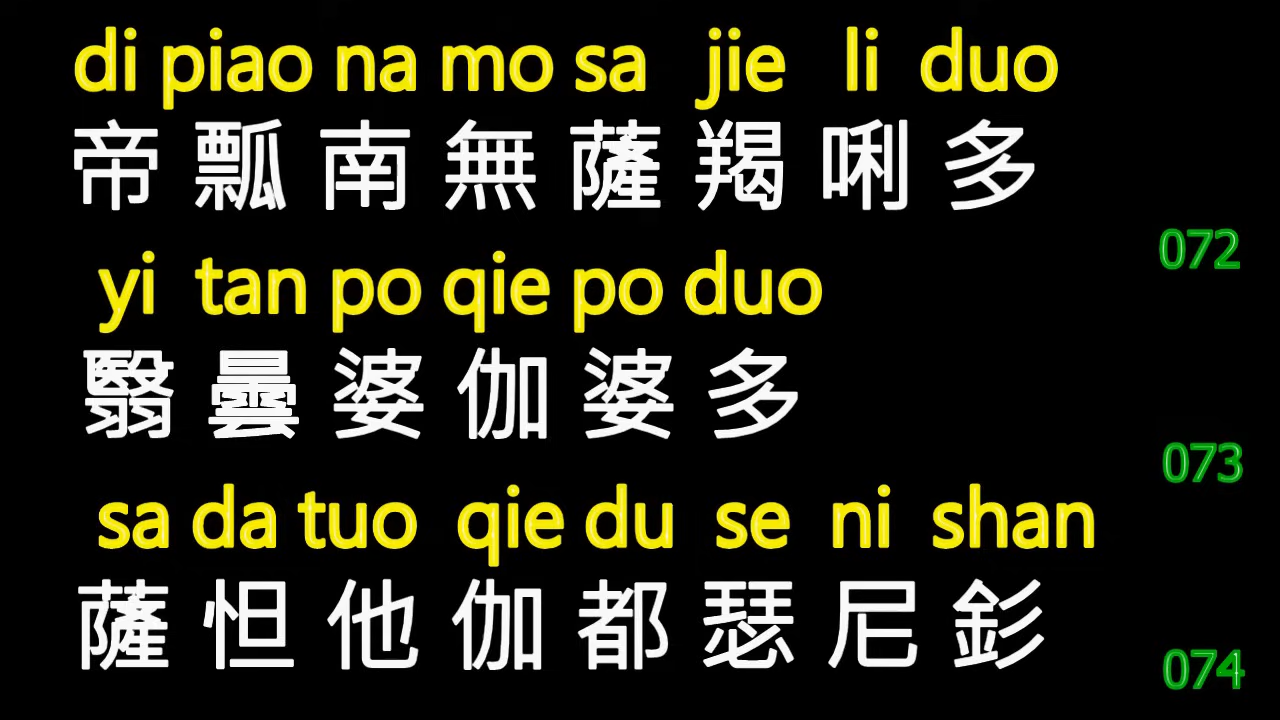 di piao na mo sa jie li duo
帝瓢南無薩羯唎多
072
yi tan po qie po duo
翳曇婆伽婆多
073
sa da tuo qie du se ni shan
薩怛他伽都瑟尼釤
074